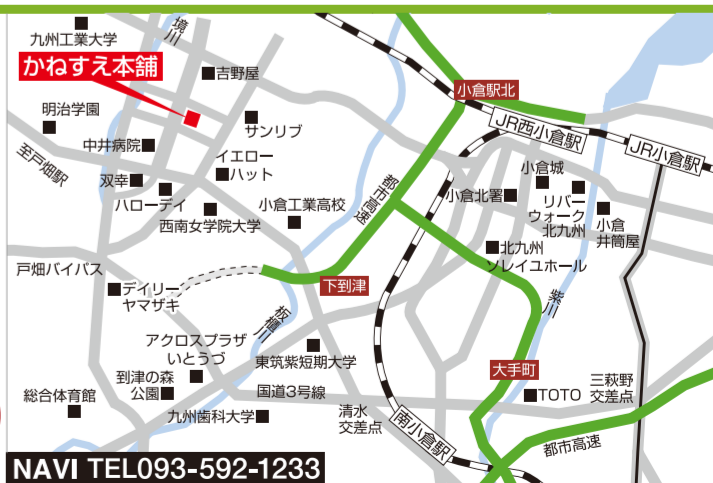 九州工業大学
境川
かねすえ本舗
吉野屋
小倉駅北
明治学園
サンリブ
JR西小倉駅
JR小倉駅
中井病院
至戸畑駅
イエロー
ハット
都市高速
小倉城
双幸
ハローデイ
小倉工業高校
小倉北署
リバー
ウォーク
北九州
小倉
井筒屋
西南女学院大学
北九州
ソレイユホール
戸畑バイパス
デイリー
ヤマザキ
下到津
紫川
板櫃川
アクロスプラザ
いとうづ
東筑紫短期大学
大手町
到津の森
公園
国道3号線
TOTO
三萩野
交差点
総合体育館
九州歯科大学
清水
交差点
南小倉駅
都市高速
NAVI TEL093-592-1233